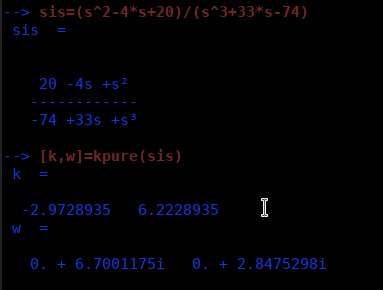 --> sis=(s^2-4*s+20)/(s^3+33*s-74)
sis  =
20 -4s +s²
------------
-74 +33s +s³
--> [k,w]=kpure(sis)
k  =
-2.9728935   6.2228935
w  =
0. + 6.7001175i   0. + 2.8475298i